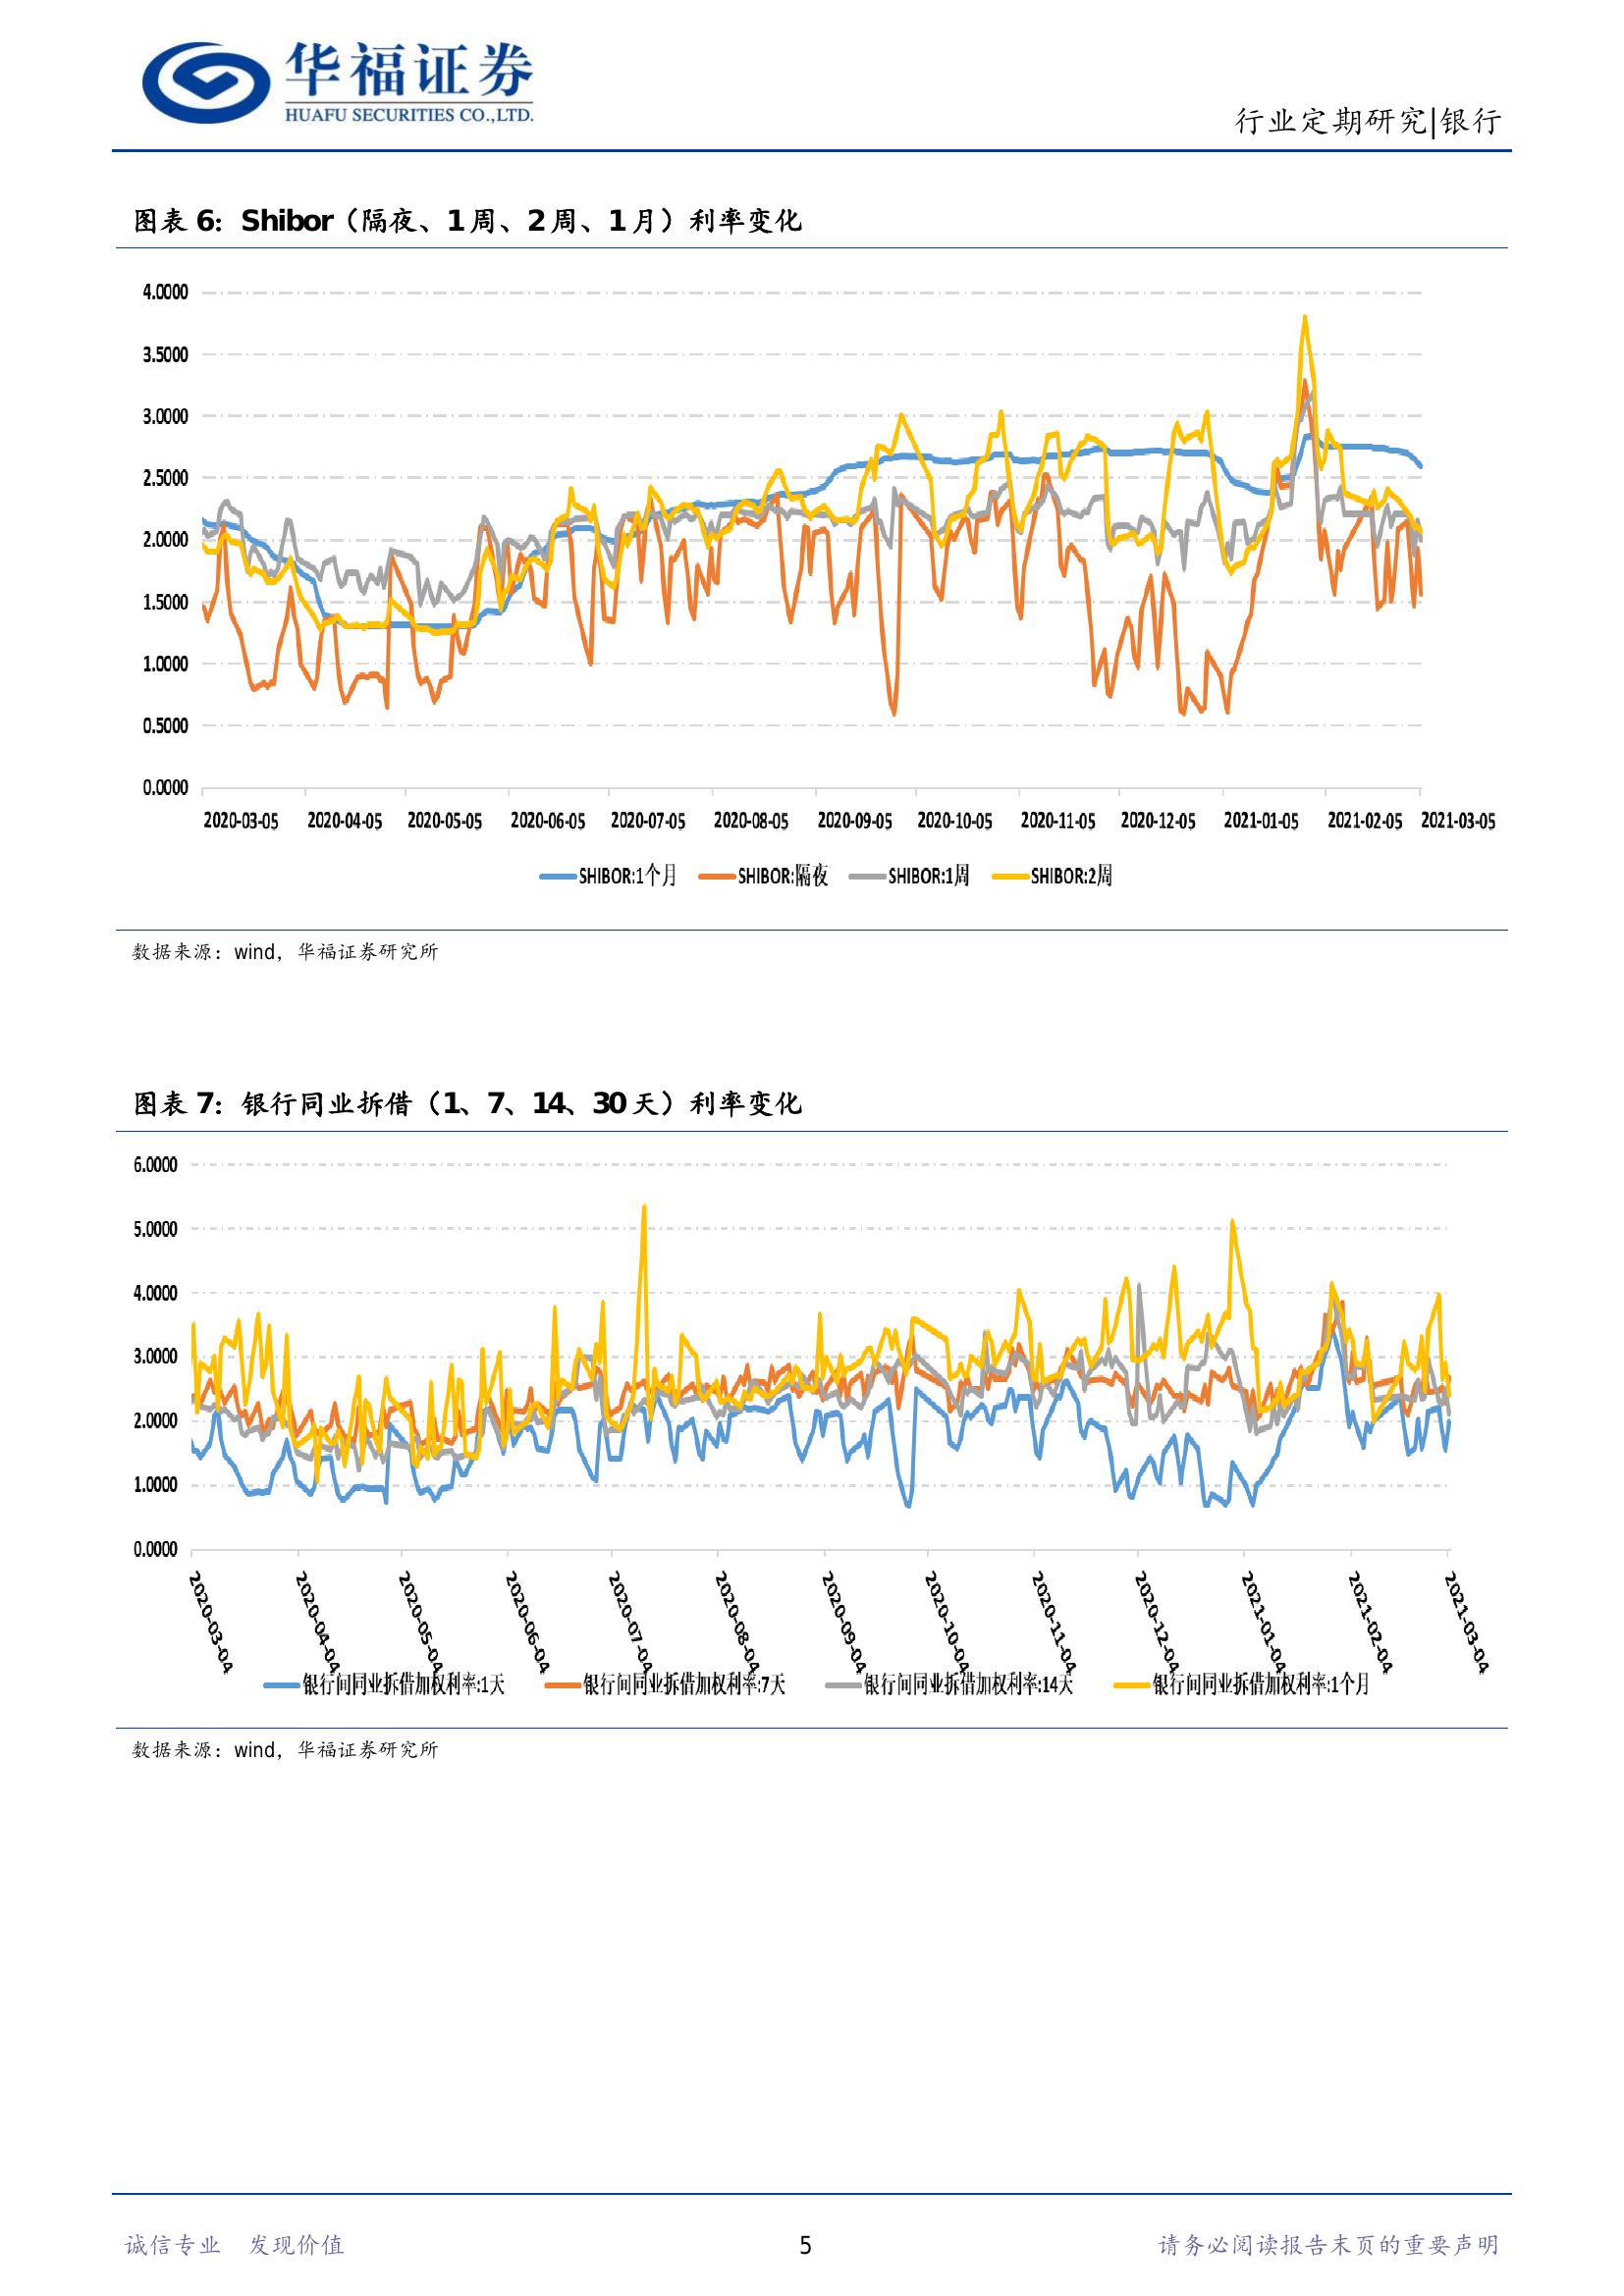 华福证券
HUAFU SECURITIES CO.,LTD.
行业定期研究|银行
图表 6：Shibor（隔夜、1 周、2 周、1 月）利率变化
4.0000
3.5000
3.0000
2.5000
2.0000
1.5000
1.0000
0.5000
0.0000
2020-03-05 2020-04-05 2020-05-05 2020-06-05 2020-07-05 2020-08-05 2020-09-05 2020-10-05 2020-11-05 2020-12-05 2021-01-05 2021-02-05 2021-03-05
SHIBOR:1个月 SHIBOR:隔夜 SHIBOR:1周 SHIBOR:2周
数据来源：wind，华福证券研究所
图表 7：银行同业拆借（1、7、14、30 天）利率变化
6.0000
5.0000
4.0000
3.0000
2.0000
1.0000
0.0000
2020-03-04 2020-04-04 2020-05-04 2020-06-04 2020-07-04 2020-08-04 2020-09-04 2020-10-04 2020-11-04 2020-12-04 2021-01-04 2021-02-04 2021-03-04
银行间同业拆借加权利率:1天 银行间同业拆借加权利率:7天 银行间同业拆借加权利率:14天 银行间同业拆借加权利率:1个月
数据来源：wind，华福证券研究所
诚信专业 发现价值 5 请务必阅读报告末页的重要声明